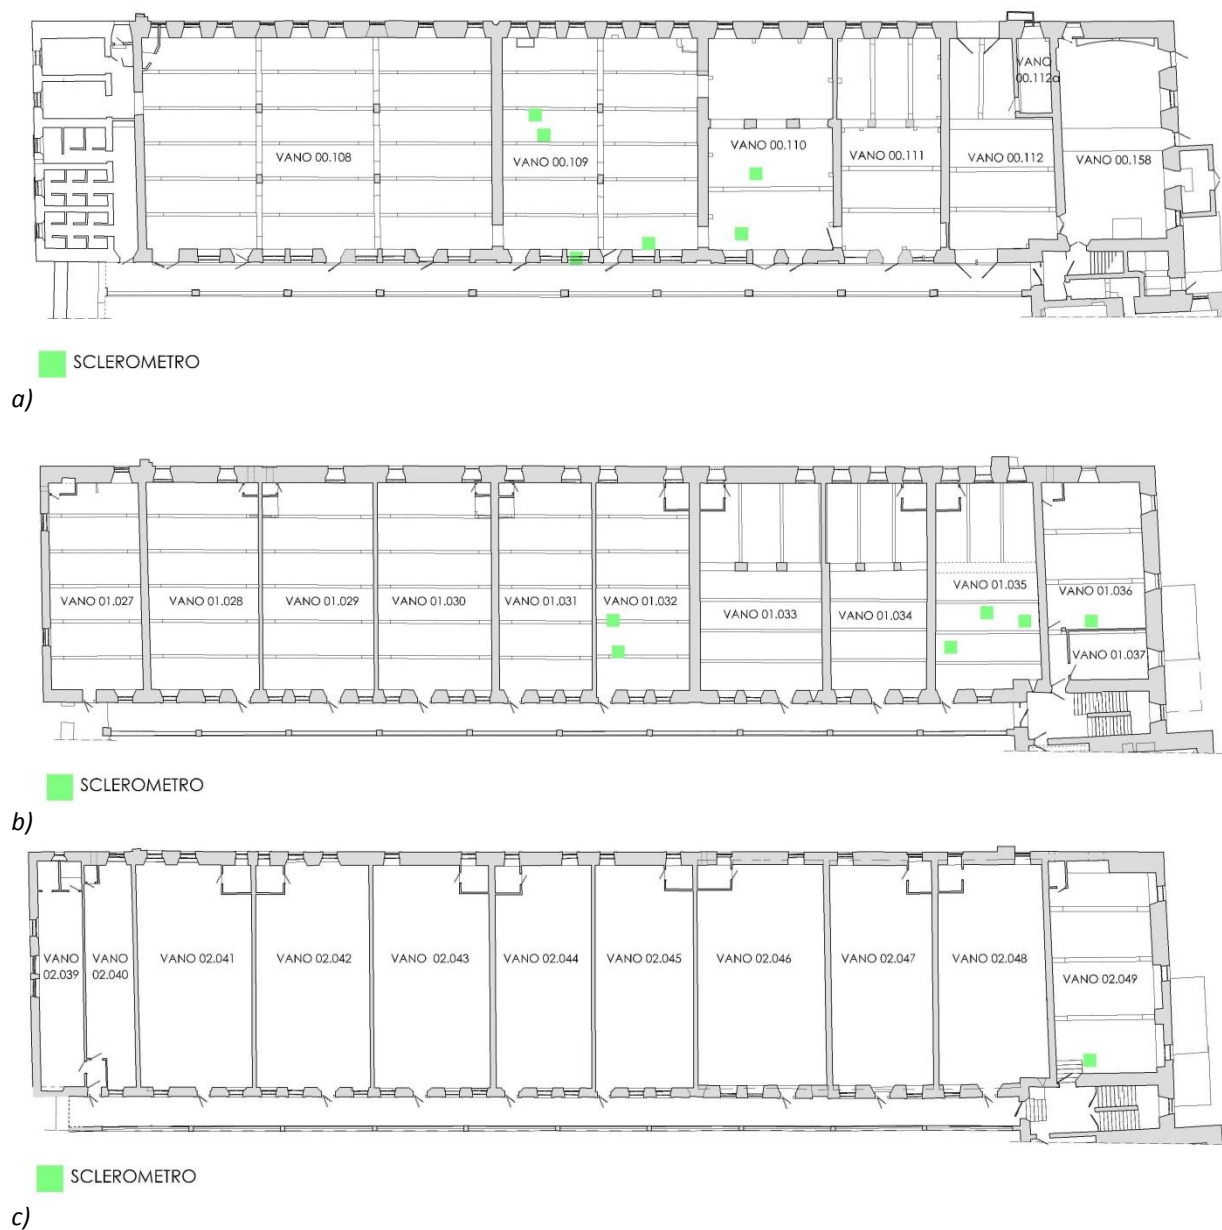 VANO
00.112a
VANO 00.108
VANO 00.109
VANO 00.110
VANO 00.111
VANO 00.112
VANO 00.158
SCLEROMETRO
a)
VANO 01.027
VANO 01.028
VANO 01.029
VANO 01.030
VANO 01.031
VANO 01.032
VANO 01.033
VANO 01.034
VANO 01.035
VANO 01.036
VANO 01.037
SCLEROMETRO
b)
VANO
02.039
VANO
02.040
VANO 02.041
VANO 02.042
VANO 02.043
VANO 02.044
VANO 02.045
VANO 02.046
VANO 02.047
VANO 02.048
VANO 02.049
SCLEROMETRO
c)